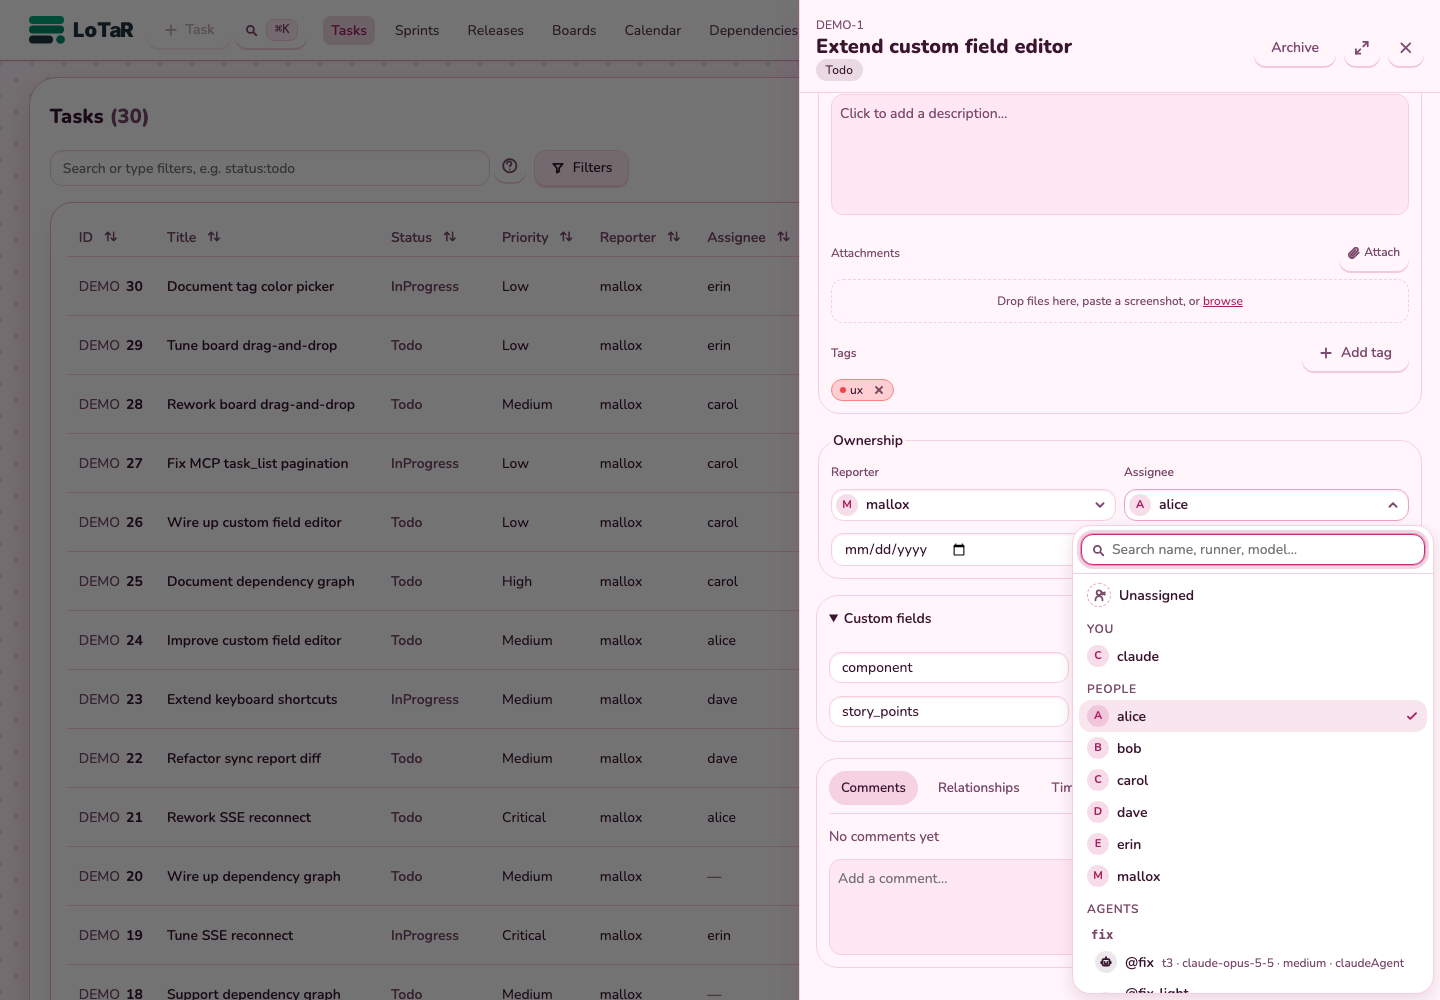 LoTaR
Task
⌘K
Tasks
Sprints
Releases
Boards
Calendar
Dependencies
Tasks (30)
Search or type filters, e.g. status:todo
Filters
ID Title Status Priority Reporter Assignee
DEMO 30 Document tag color picker InProgress Low mallox erin
DEMO 29 Tune board drag-and-drop Todo Low mallox erin
DEMO 28 Rework board drag-and-drop Todo Medium mallox carol
DEMO 27 Fix MCP task_list pagination InProgress Low mallox carol
DEMO 26 Wire up custom field editor Todo Low mallox carol
DEMO 25 Document dependency graph Todo High mallox carol
DEMO 24 Improve custom field editor Todo Medium mallox alice
DEMO 23 Extend keyboard shortcuts InProgress Medium mallox dave
DEMO 22 Refactor sync report diff Todo Medium mallox dave
DEMO 21 Rework SSE reconnect Todo Critical mallox alice
DEMO 20 Wire up dependency graph Todo Medium mallox —
DEMO 19 Tune SSE reconnect InProgress Critical mallox erin
DEMO 18 Support dependency graph Todo Medium mallox —
DEMO-1
Extend custom field editor
Todo
Archive
Click to add a description...
Attachments
Attach
Drop files here, paste a screenshot, or browse
Tags
Add tag
ux
Ownership
Reporter
Assignee
M mallox
A alice
mm/dd/yyyy
Custom fields
component
story_points
Comments
Relationships
Tim
No comments yet
Add a comment...
Search name, runner, model...
Unassigned
YOU
C claude
PEOPLE
A alice
B bob
C carol
D dave
E erin
M mallox
AGENTS
fix
@fix t3 · claude-opus-5-5 · medium · claudeAgent
@fix-light